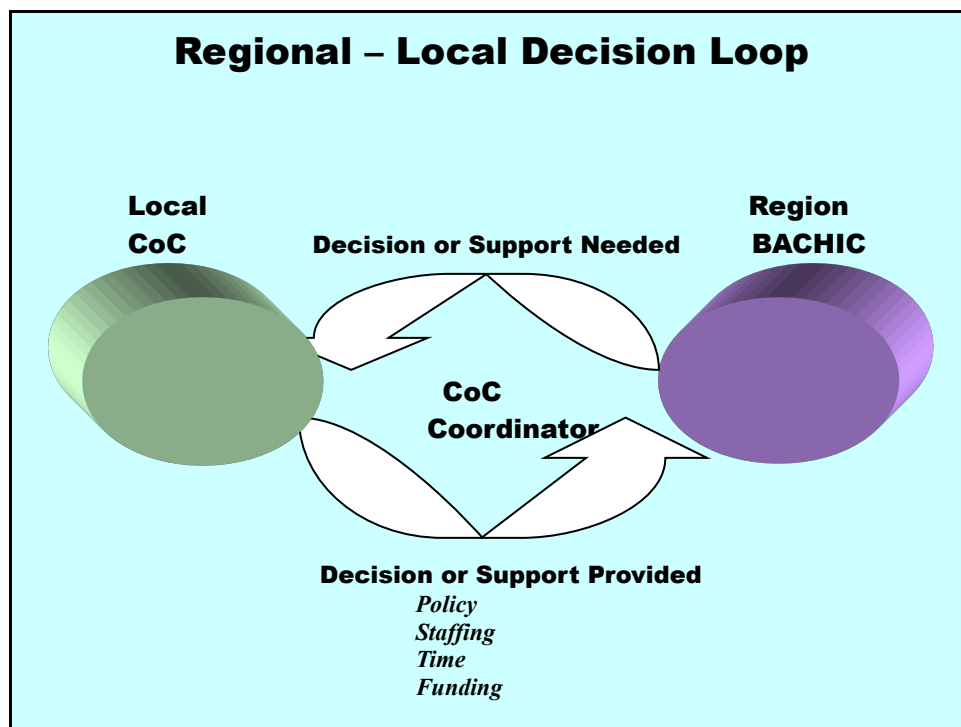 Regional – Local Decision Loop
Local
CoC
Region
BACHIC
Decision or Support Needed
CoC
Coordinator
Decision or Support Provided
Policy
Staffing
Time
Funding